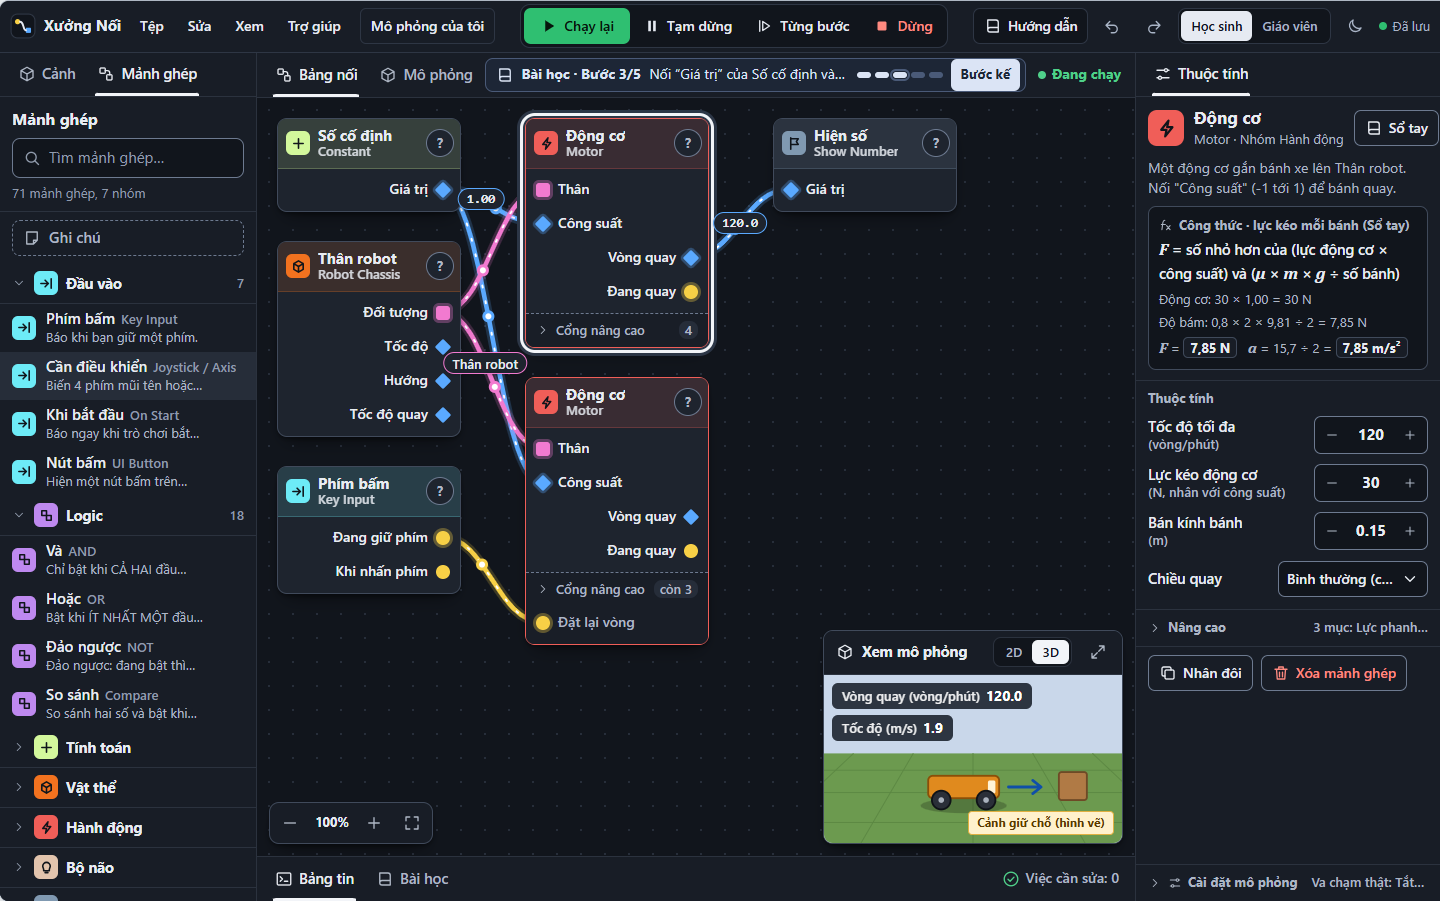 Xưởng Nối
Tệp
Sửa
Xem
Trợ giúp
Mô phỏng của tôi
Chạy lại
Tạm dừng
Từng bước
Dừng
Hướng dẫn
Học sinh
Giáo viên
Đã lưu
Cảnh
Mảnh ghép
Mảnh ghép
Tìm mảnh ghép...
71 mảnh ghép, 7 nhóm
Ghi chú
Đầu vào 7
Phím bấm Key Input
Báo khi bạn giữ một phím.
Cần điều khiển Joystick / Axis
Biến 4 phím mũi tên hoặc...
Khi bắt đầu On Start
Báo ngay khi trò chơi bắt...
Nút bấm UI Button
Hiện một nút bấm trên...
Logic 18
Và AND
Chỉ bật khi CẢ HAI đầu...
Hoặc OR
Bật khi ÍT NHẤT MỘT đầu...
Đảo ngược NOT
Đảo ngược: đang bật thì...
So sánh Compare
So sánh hai số và bật khi...
Tính toán
Vật thể
Hành động
Bộ não
Bảng nối
Mô phỏng
Bài học · Bước 3/5 Nối “Giá trị” của Số cố định và...
Bước kế
Đang chạy
Số cố định
Constant
?
Giá trị
1.00
Thân robot
Robot Chassis
?
Đối tượng
Tốc độ
Hướng
Tốc độ quay
Thân robot
Phím bấm
Key Input
?
Đang giữ phím
Khi nhấn phím
Động cơ
Motor
?
Thân
Công suất
Vòng quay
Đang quay
Cổng nâng cao 4
120.0
Động cơ
Motor
?
Thân
Công suất
Vòng quay
Đang quay
Cổng nâng cao còn 3
Đặt lại vòng
Hiện số
Show Number
?
Giá trị
100%
Xem mô phỏng
2D
3D
Vòng quay (vòng/phút) 120.0
Tốc độ (m/s) 1.9
Cảnh giữ chỗ (hình vẽ)
Bảng tin
Bài học
Việc cần sửa: 0
Thuộc tính
Động cơ
Motor · Nhóm Hành động
Sổ tay
Một động cơ gắn bánh xe lên Thân robot.
Nối "Công suất" (-1 tới 1) để bánh quay.
fx Công thức · lực kéo mỗi bánh (Sổ tay)
F = số nhỏ hơn của (lực động cơ ×
công suất) và (μ × m × g ÷ số bánh)
Động cơ: 30 × 1,00 = 30 N
Độ bám: 0,8 × 2 × 9,81 ÷ 2 = 7,85 N
F = 7,85 N a = 15,7 ÷ 2 = 7,85 m/s²
Thuộc tính
Tốc độ tối đa
(vòng/phút)
120
Lực kéo động cơ
(N, nhân với công suất)
30
Bán kính bánh
(m)
0.15
Chiều quay
Bình thường (c...
Nâng cao
3 mục: Lực phanh...
Nhân đôi
Xóa mảnh ghép
Cài đặt mô phỏng
Va chạm thật: Tắt...